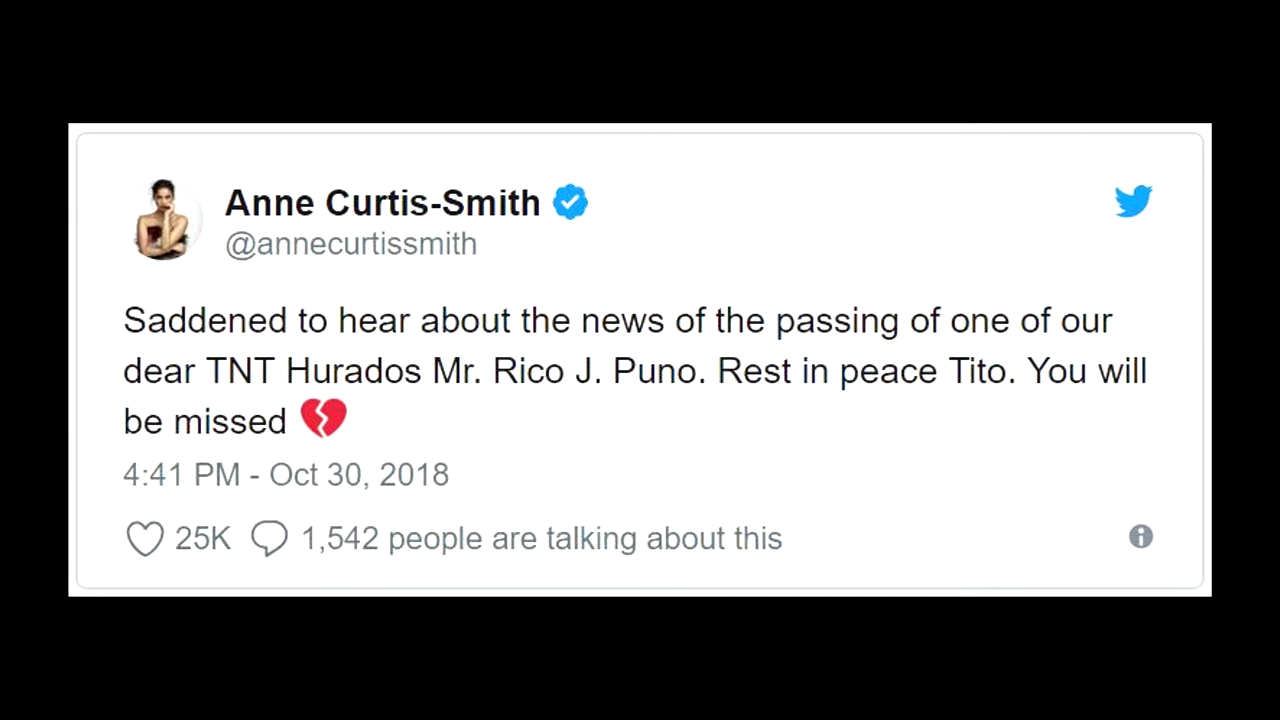 Anne Curtis-Smith
@annecurtissmith
Saddened to hear about the news of the passing of one of our
dear TNT Hurados Mr. Rico J. Puno. Rest in peace Tito. You will
be missed 💔
4:41 PM - Oct 30, 2018
25K 1,542 people are talking about this